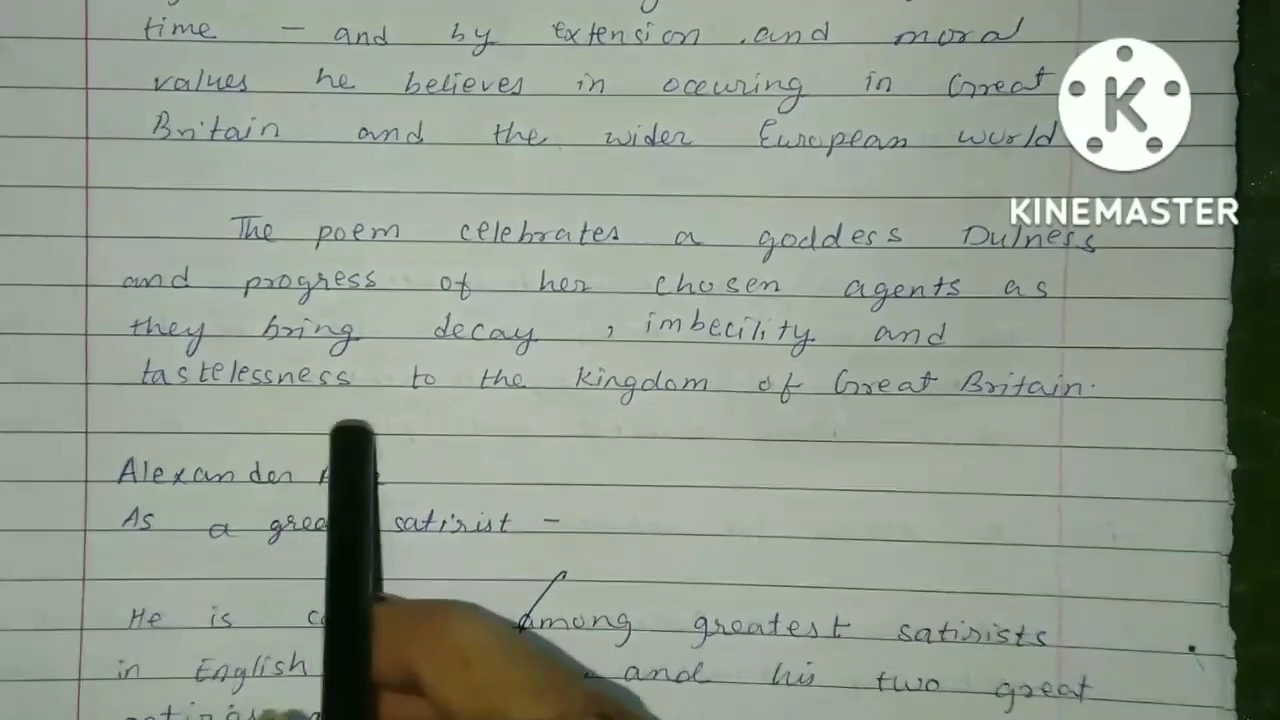 time – and by extension and moral
values he believes in occuring in Great
Britain and the wider European world
KINEMASTER
The poem celebrates a goddess Dulness
and progress of her chosen agents as
they bring decay , imbecility and
tastelessness to the kingdom of Great Britain.
Alexander
As a satirist –
He is among greatest satirists
in English and his two great